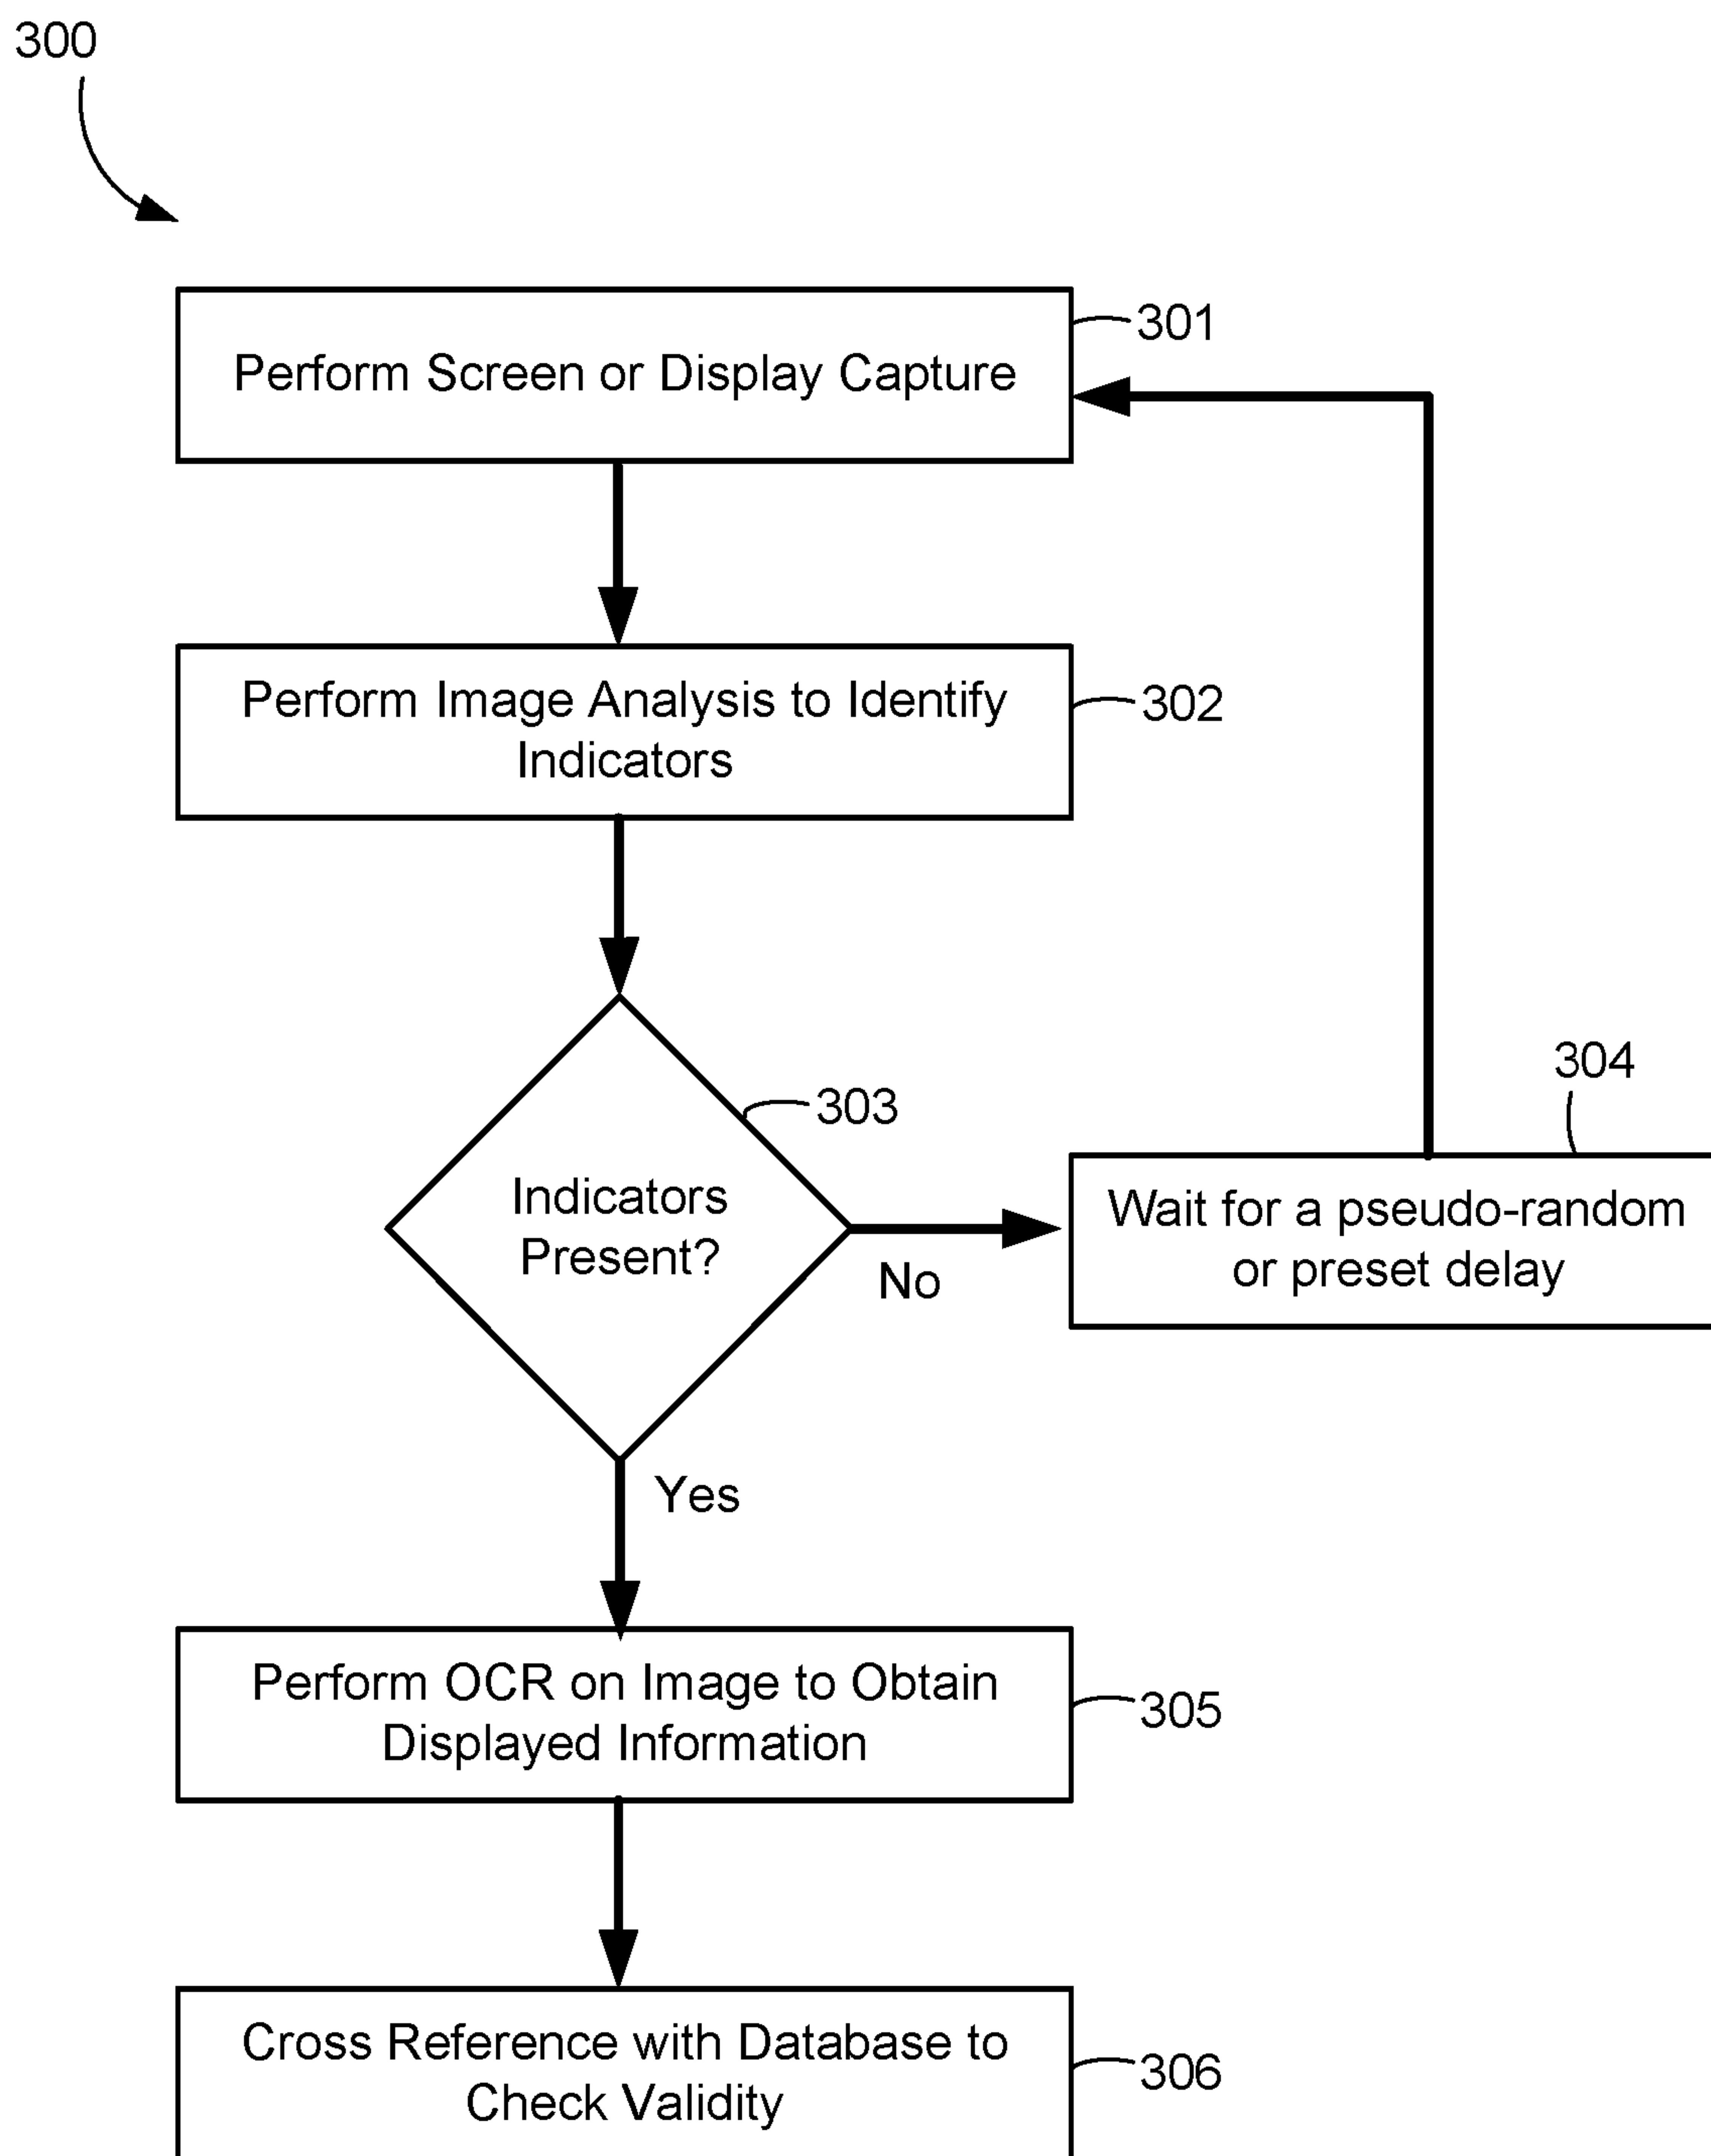 300
Perform Screen or Display Capture
301
Perform Image Analysis to Identify
Indicators
302
Indicators
Present?
303
No
304
Wait for a pseudo-random
or preset delay
Yes
Perform OCR on Image to Obtain
Displayed Information
305
Cross Reference with Database to
Check Validity
306